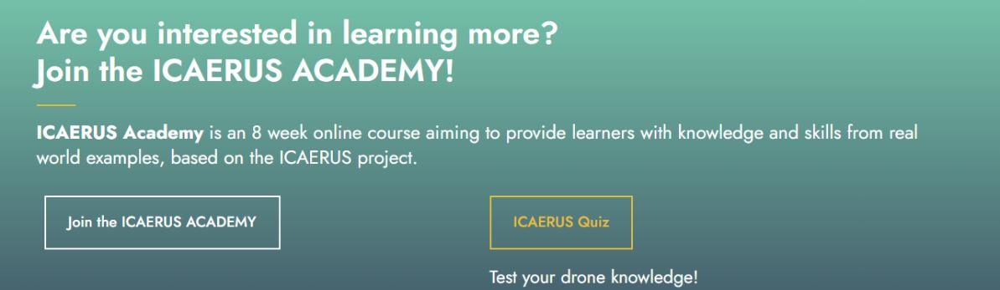 Are you interested in learning more?
Join the ICAERUS ACADEMY!
ICAERUS Academy is an 8 week online course aiming to provide learners with knowledge and skills from real
world examples, based on the ICAERUS project.
Join the ICAERUS ACADEMY
ICAERUS Quiz
Test your drone knowledge!